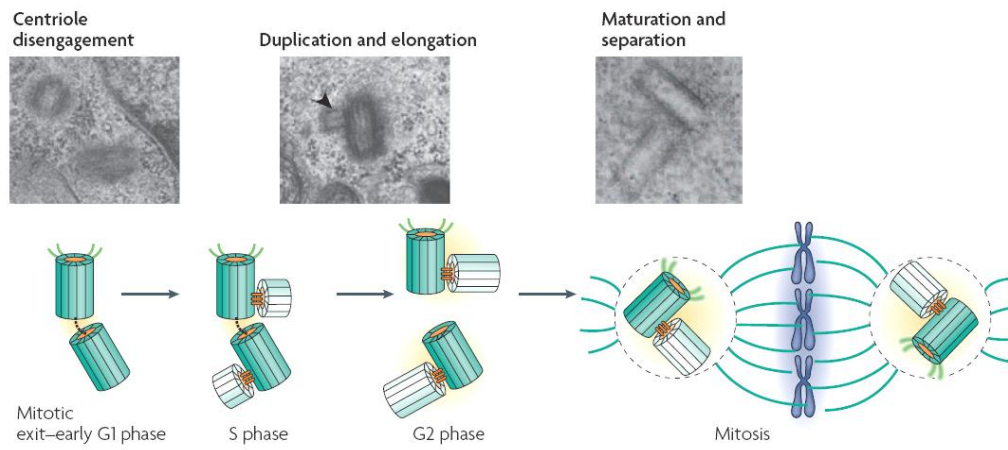 Centriole
disengagement
Duplication and elongation
Maturation and
separation
Mitotic
exit–early G1 phase
S phase
G2 phase
Mitosis